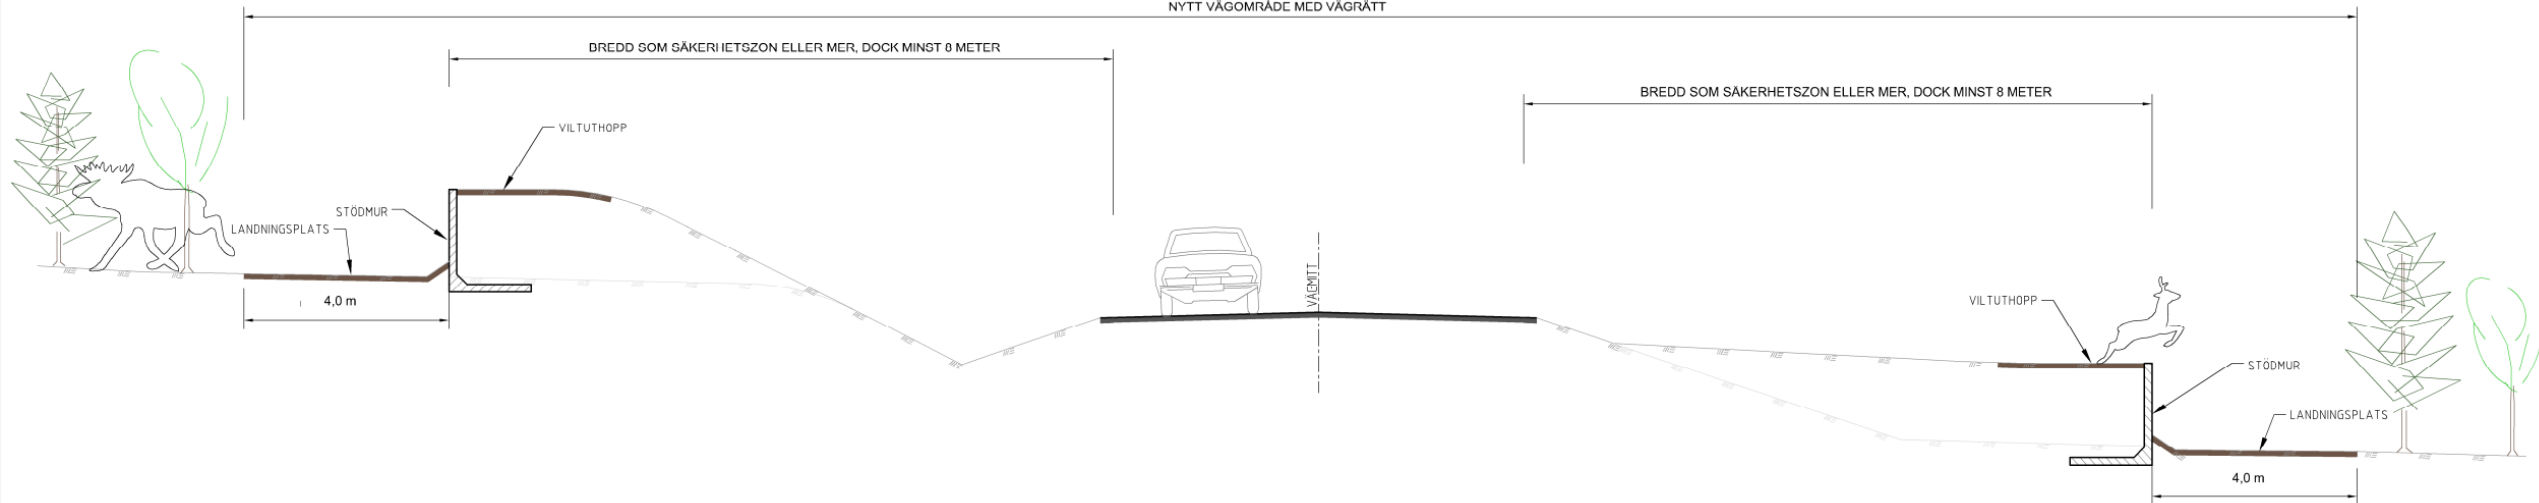 NYTT VÄGOMRÅDE MED VÄGRÄTT
BREDD SOM SÄKERHETSZON ELLER MER, DOCK MINST 8 METER
BREDD SOM SÄKERHETSZON ELLER MER, DOCK MINST 8 METER
VILTUTHOPP
STÖDMUR
LANDNINGSPLATS
4,0 m
VÄGMITT
VILTUTHOPP
STÖDMUR
LANDNINGSPLATS
4,0 m